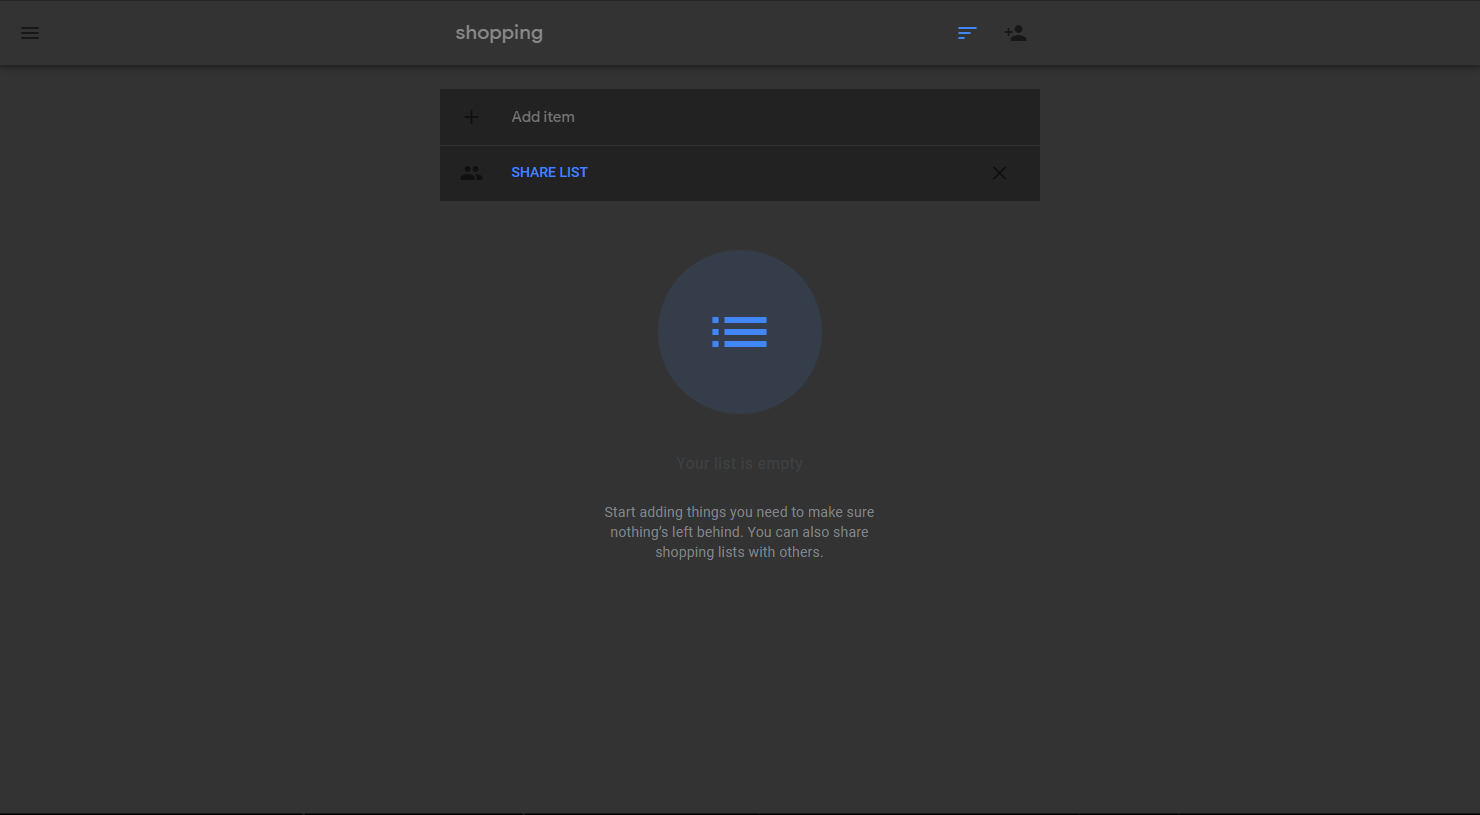 shopping
Add item
SHARE LIST
Your list is empty
Start adding things you need to make sure
nothing's left behind. You can also share
shopping lists with others.